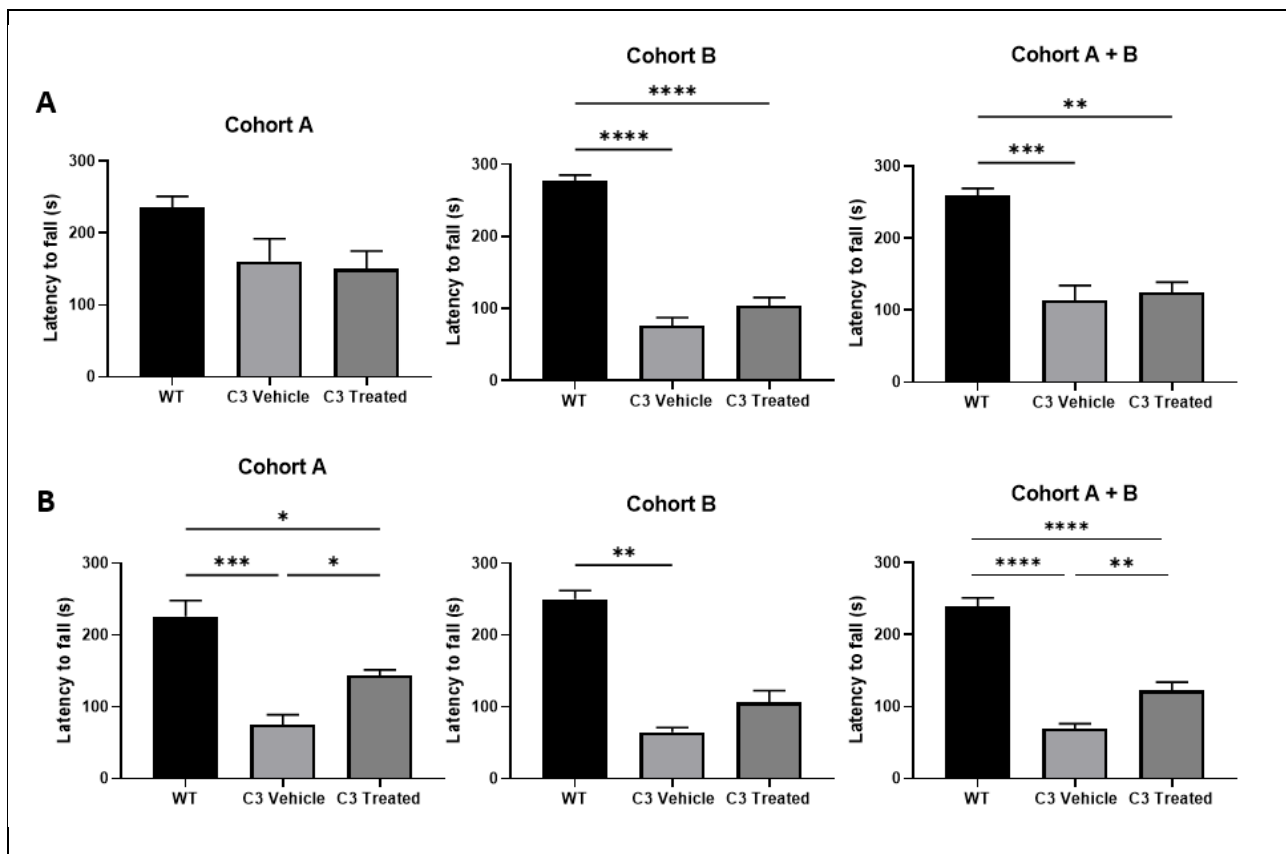 A
Cohort A
Latency to fall (s)
300
200
100
0
WT
C3 Vehicle
C3 Treated
Cohort B
****
****
Latency to fall (s)
300
200
100
0
WT
C3 Vehicle
C3 Treated
Cohort A + B
**
***
Latency to fall (s)
300
200
100
0
WT
C3 Vehicle
C3 Treated
B
Cohort A
*
***
*
Latency to fall (s)
300
200
100
0
WT
C3 Vehicle
C3 Treated
Cohort B
**
Latency to fall (s)
300
200
100
0
WT
C3 Vehicle
C3 Treated
Cohort A + B
****
****
**
Latency to fall (s)
300
200
100
0
WT
C3 Vehicle
C3 Treated